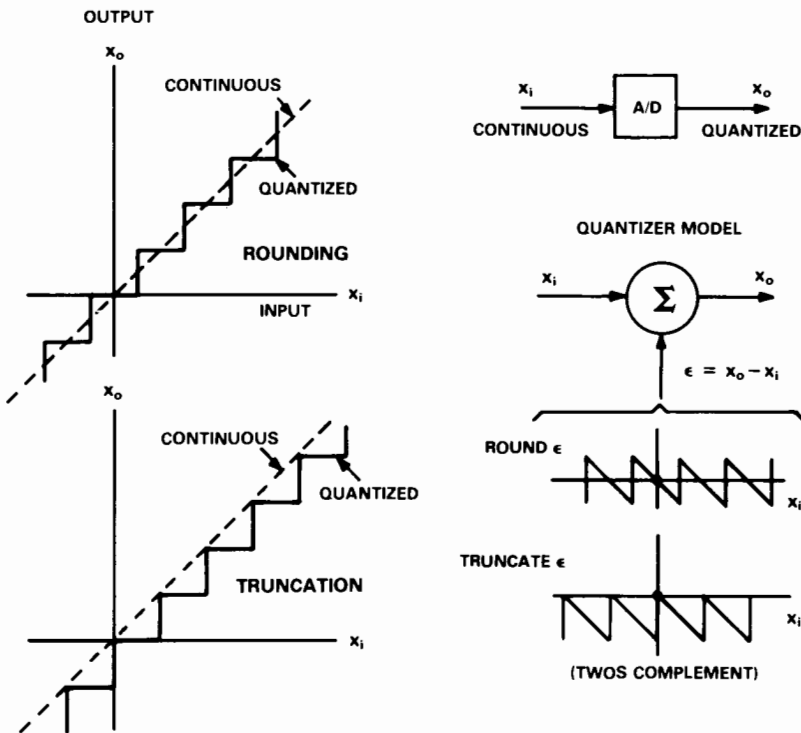 OUTPUT
xₒ
CONTINUOUS
QUANTIZED
ROUNDING
xᵢ
INPUT
xₒ
CONTINUOUS
QUANTIZED
TRUNCATION
xᵢ
xᵢ
A/D
xₒ
CONTINUOUS
QUANTIZED
QUANTIZER MODEL
xᵢ
Σ
xₒ
ϵ = xₒ − xᵢ
ROUND ϵ
xᵢ
TRUNCATE ϵ
xᵢ
(TWOS COMPLEMENT)